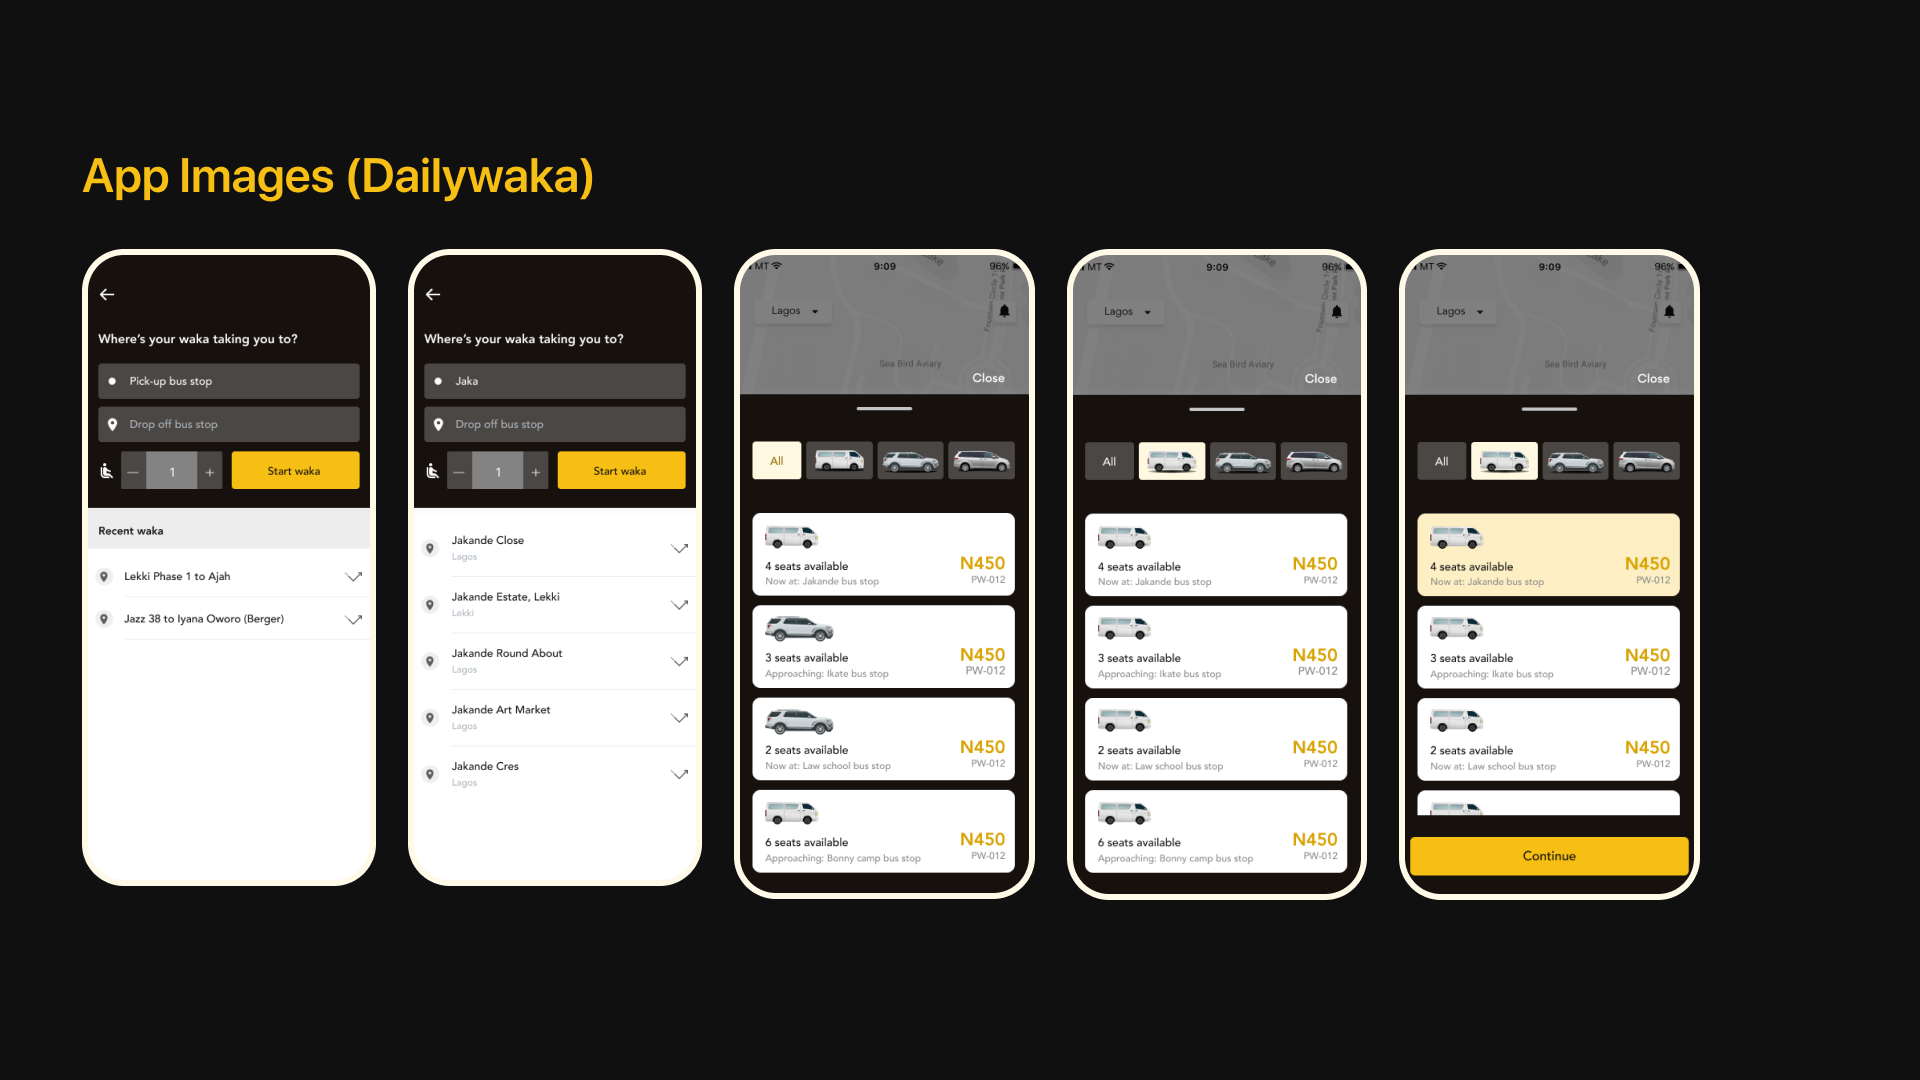 App Images (Dailywaka)
Where's your waka taking you to?
Pick-up bus stop
Drop off bus stop
1
Start waka
Recent waka
Lekki Phase 1 to Ajah
Jazz 38 to Iyana Oworo (Berger)
Where's your waka taking you to?
Jaka
Drop off bus stop
1
Start waka
Jakande Close
Lagos
Jakande Estate, Lekki
Lekki
Jakande Round About
Lagos
Jakande Art Market
Lagos
Jakande Cres
Lagos
MT 9:09 96%
Lagos
Sea Bird Aviary
Close
All
4 seats available
N450
Now at: Jakande bus stop
PW-012
3 seats available
N450
Approaching: Ikate bus stop
PW-012
2 seats available
N450
Now at: Law school bus stop
PW-012
6 seats available
N450
Approaching: Bonny camp bus stop
PW-012
MT 9:09 96%
Lagos
Sea Bird Aviary
Close
All
4 seats available
N450
Now at: Jakande bus stop
PW-012
3 seats available
N450
Approaching: Ikate bus stop
PW-012
2 seats available
N450
Now at: Law school bus stop
PW-012
6 seats available
N450
Approaching: Bonny camp bus stop
PW-012
MT 9:09 96%
Lagos
Sea Bird Aviary
Close
All
4 seats available
N450
Now at: Jakande bus stop
PW-012
3 seats available
N450
Approaching: Ikate bus stop
PW-012
2 seats available
N450
Now at: Law school bus stop
PW-012
Continue